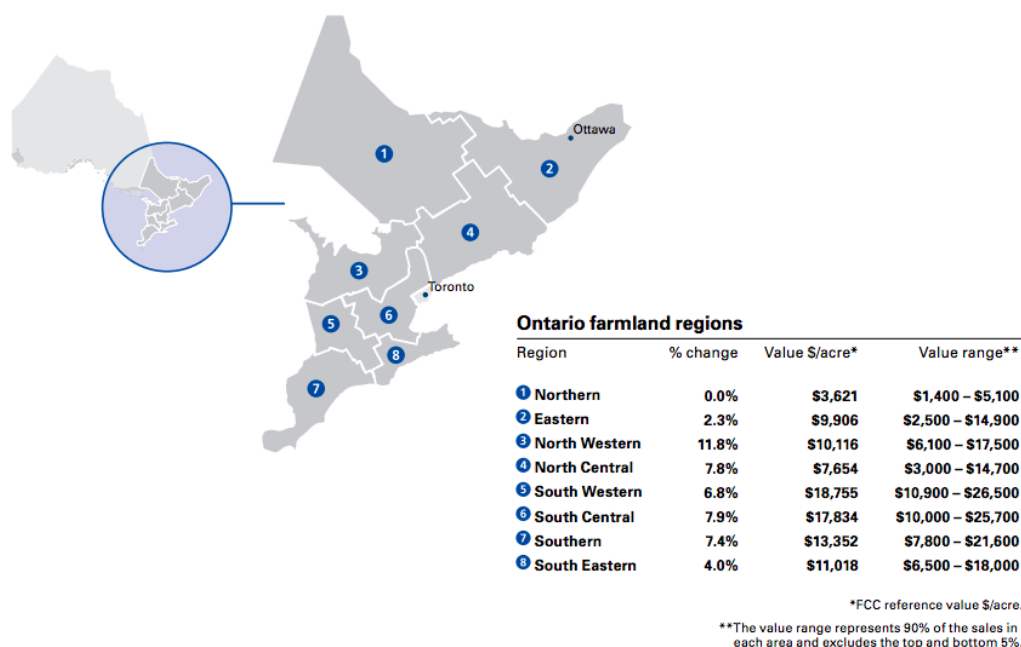 Ottawa
1
2
4
3
Toronto
6
5
8
7
Ontario farmland regions
Region % change Value $/acre* Value range**
1 Northern 0.0% $3,621 $1,400 – $5,100
2 Eastern 2.3% $9,906 $2,500 – $14,900
3 North Western 11.8% $10,116 $6,100 – $17,500
4 North Central 7.8% $7,654 $3,000 – $14,700
5 South Western 6.8% $18,755 $10,900 – $26,500
6 South Central 7.9% $17,834 $10,000 – $25,700
7 Southern 7.4% $13,352 $7,800 – $21,600
8 South Eastern 4.0% $11,018 $6,500 – $18,000
*FCC reference value $/acre.
**The value range represents 90% of the sales in
each area and excludes the top and bottom 5%.